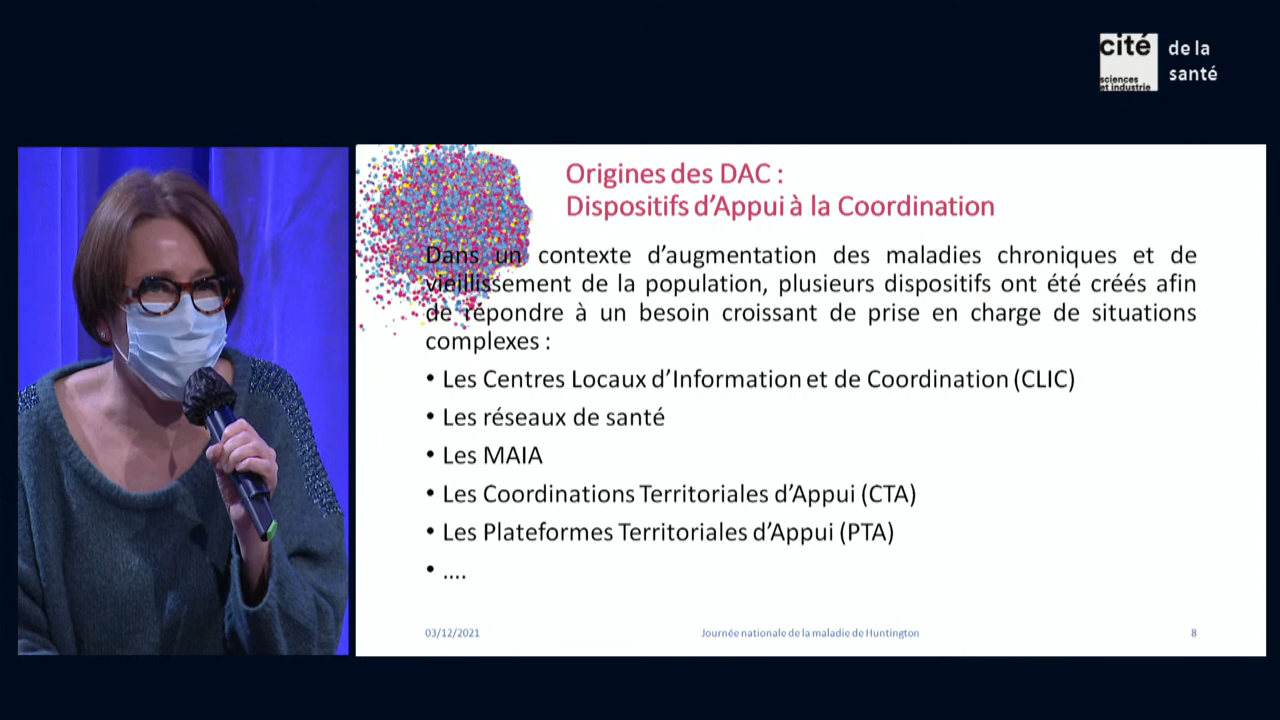 cité
sciences
et industrie
de la
santé
Origines des DAC :
Dispositifs d’Appui à la Coordination
Dans un contexte d’augmentation des maladies chroniques et de
vieillissement de la population, plusieurs dispositifs ont été créés afin
de répondre à un besoin croissant de prise en charge de situations
complexes :
• Les Centres Locaux d’Information et de Coordination (CLIC)
• Les réseaux de santé
• Les MAIA
• Les Coordinations Territoriales d’Appui (CTA)
• Les Plateformes Territoriales d’Appui (PTA)
• ....
03/12/2021
Journée nationale de la maladie de Huntington
8